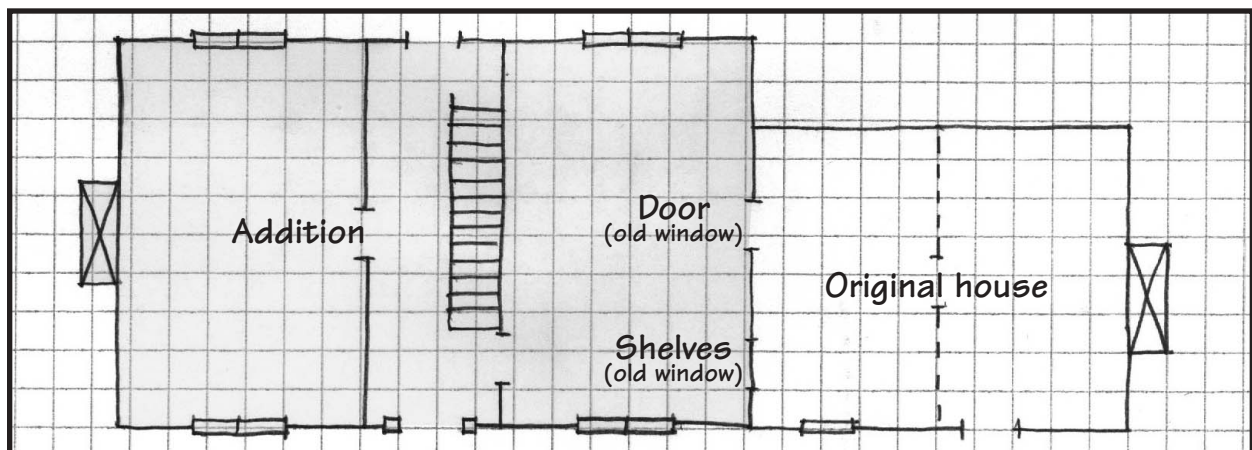 Addition
Door
(old window)
Original house
Shelves
(old window)